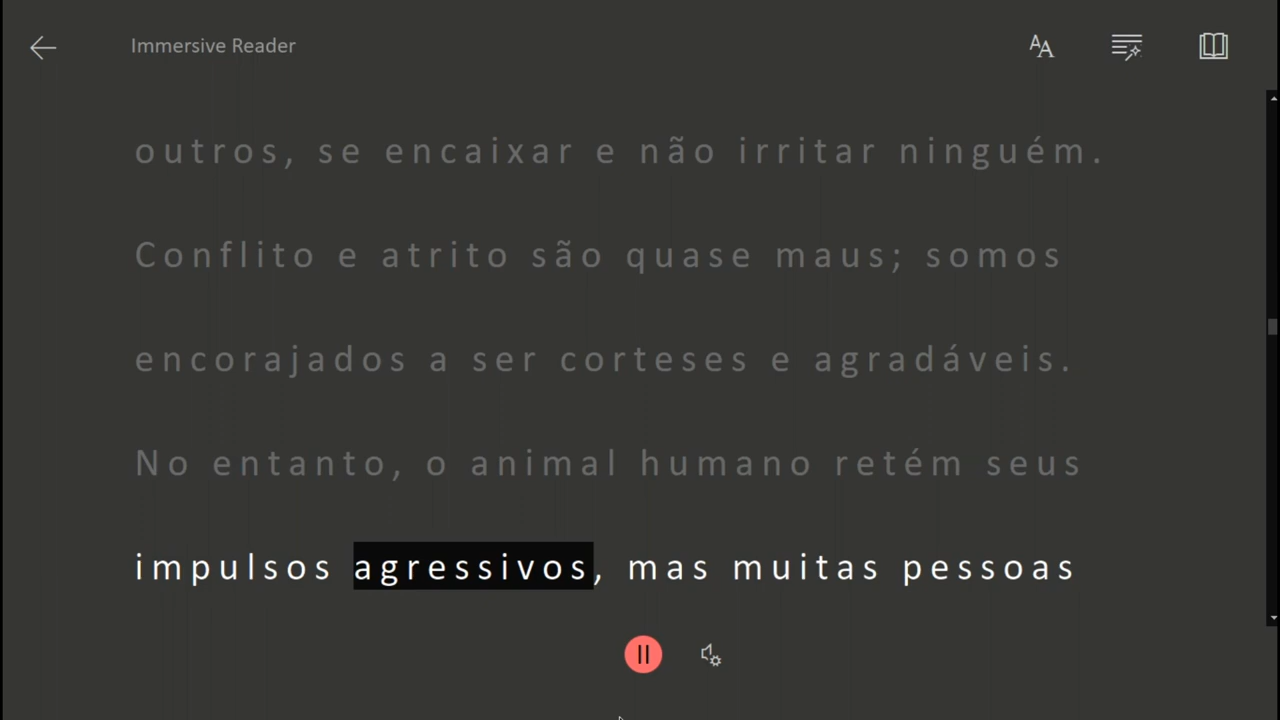 Immersive Reader
outros, se encaixar e não irritar ninguém.
Conflito e atrito são quase maus; somos
encorajados a ser corteses e agradáveis.
No entanto, o animal humano retém seus
impulsos agressivos, mas muitas pessoas